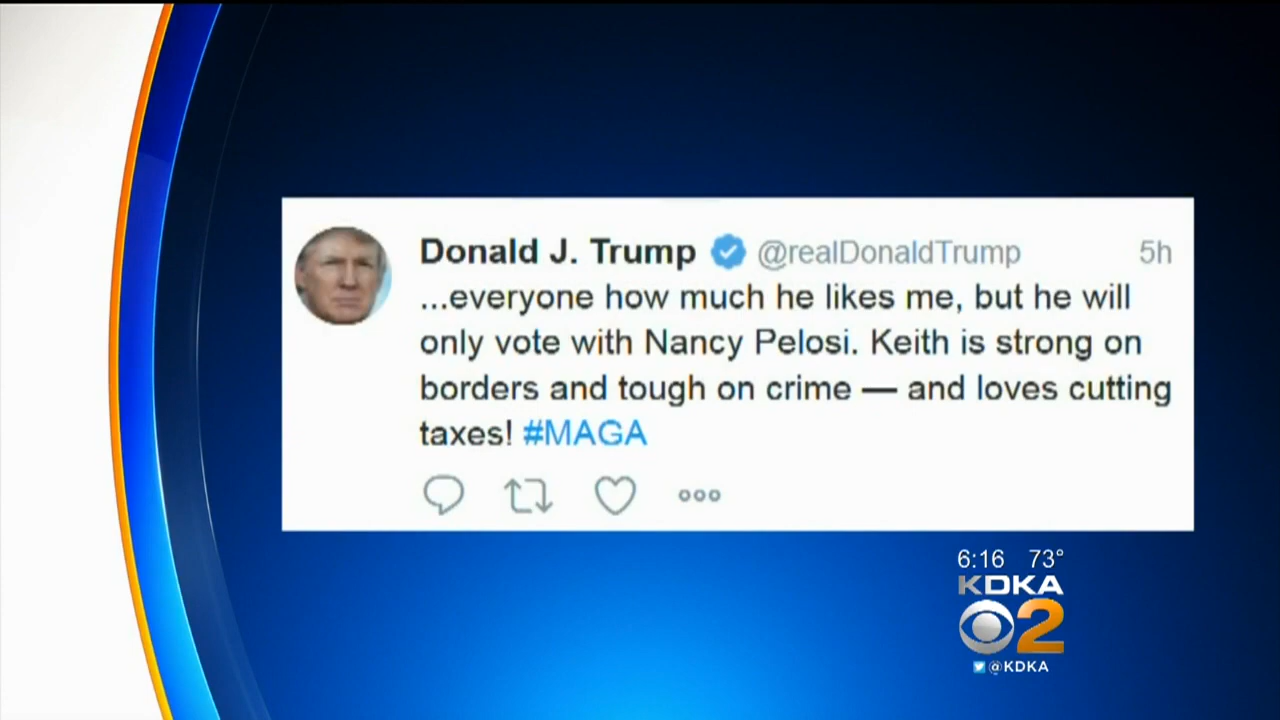 Donald J. Trump @realDonaldTrump 5h
...everyone how much he likes me, but he will
only vote with Nancy Pelosi. Keith is strong on
borders and tough on crime — and loves cutting
taxes! #MAGA
6:16 73°
KDKA
2
@KDKA